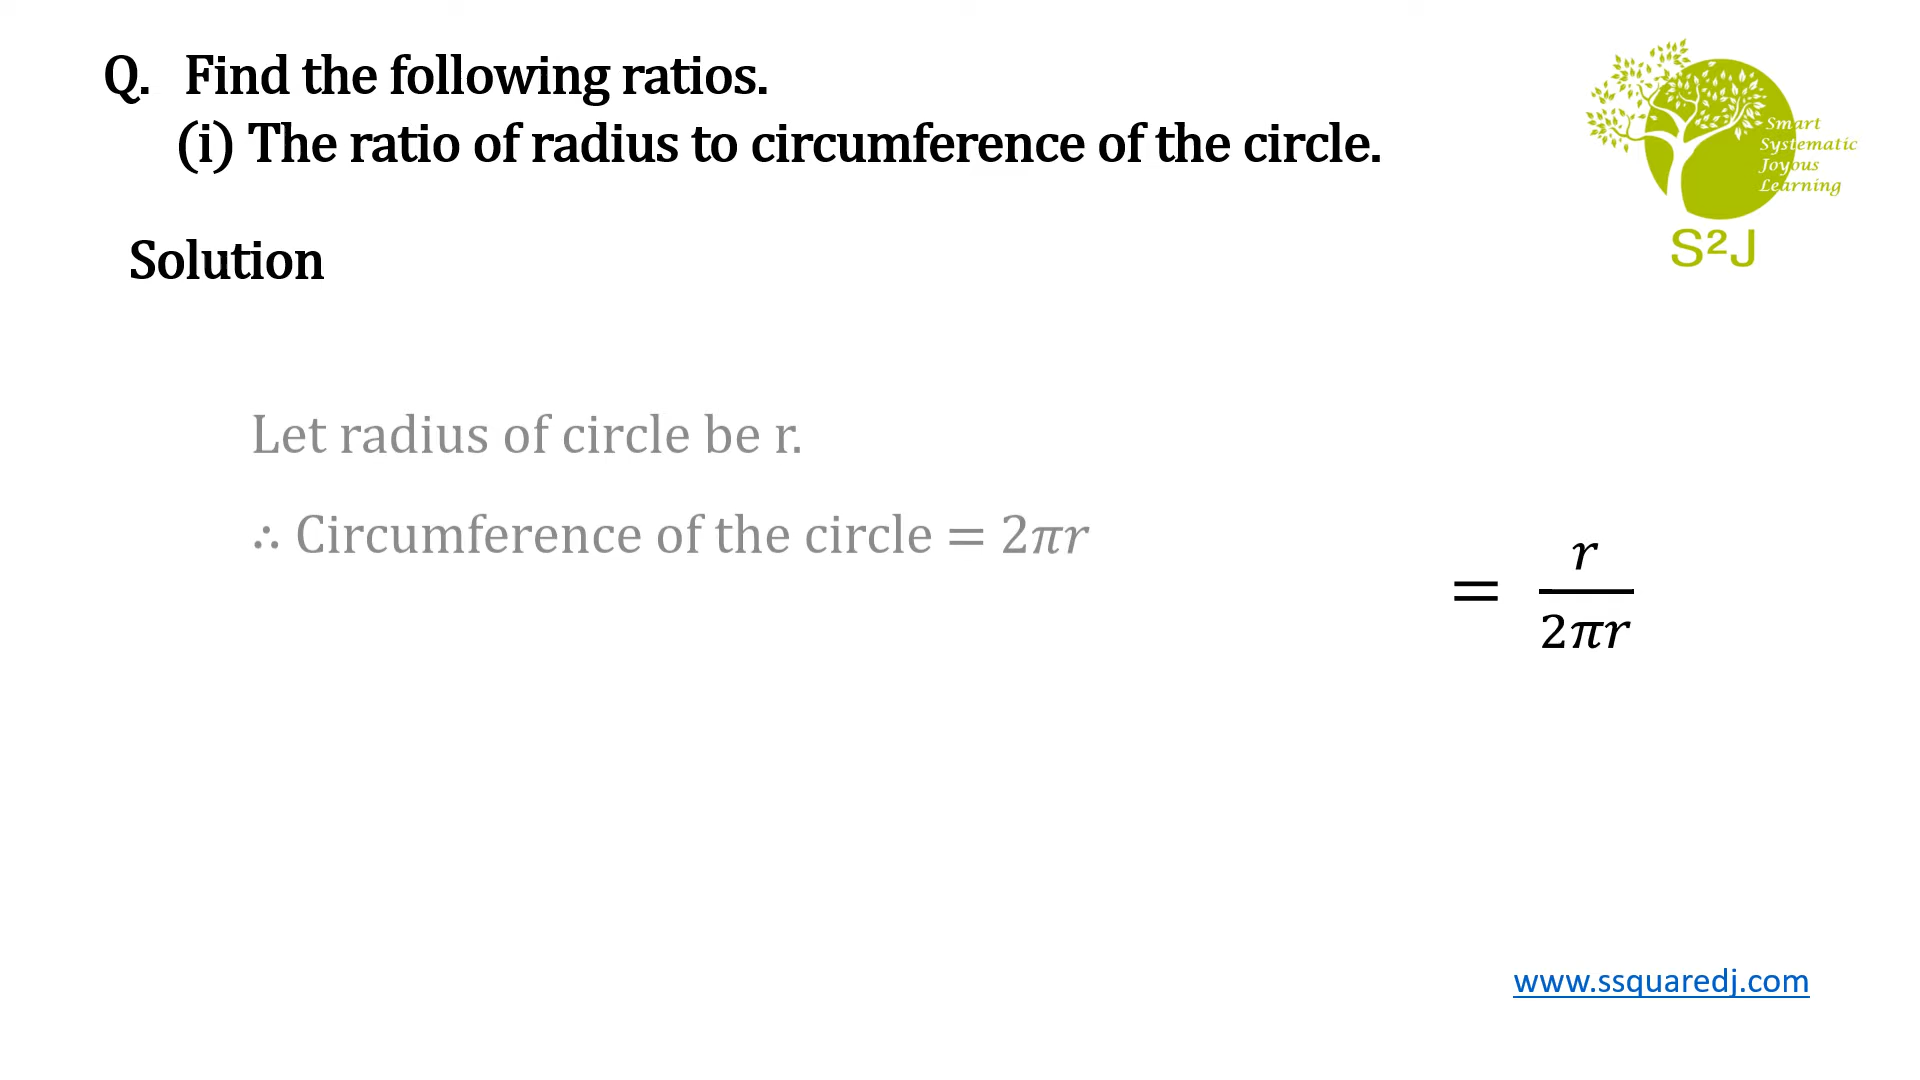 Q. Find the following ratios.
(i) The ratio of radius to circumference of the circle.
Smart
Systematic
Joyous
Learning
S²J
Solution
Let radius of circle be r.
∴ Circumference of the circle = 2πr
= r
2πr
www.ssquaredj.com